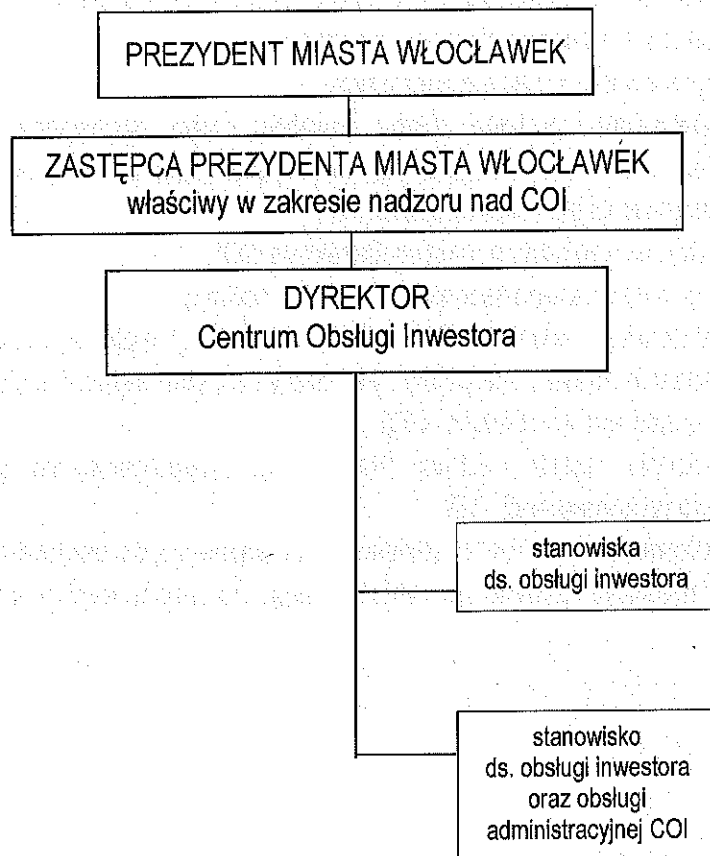 PREZYDENT MIASTA WŁOCŁAWEK
ZASTĘPCA PREZYDENTA MIASTA WŁOCŁAWEK
właściwy w zakresie nadzoru nad COI
DYREKTOR
Centrum Obsługi Inwestora
stanowiska
ds. obsługi inwestora
stanowisko
ds. obsługi inwestora
oraz obsługi
administracyjnej COI